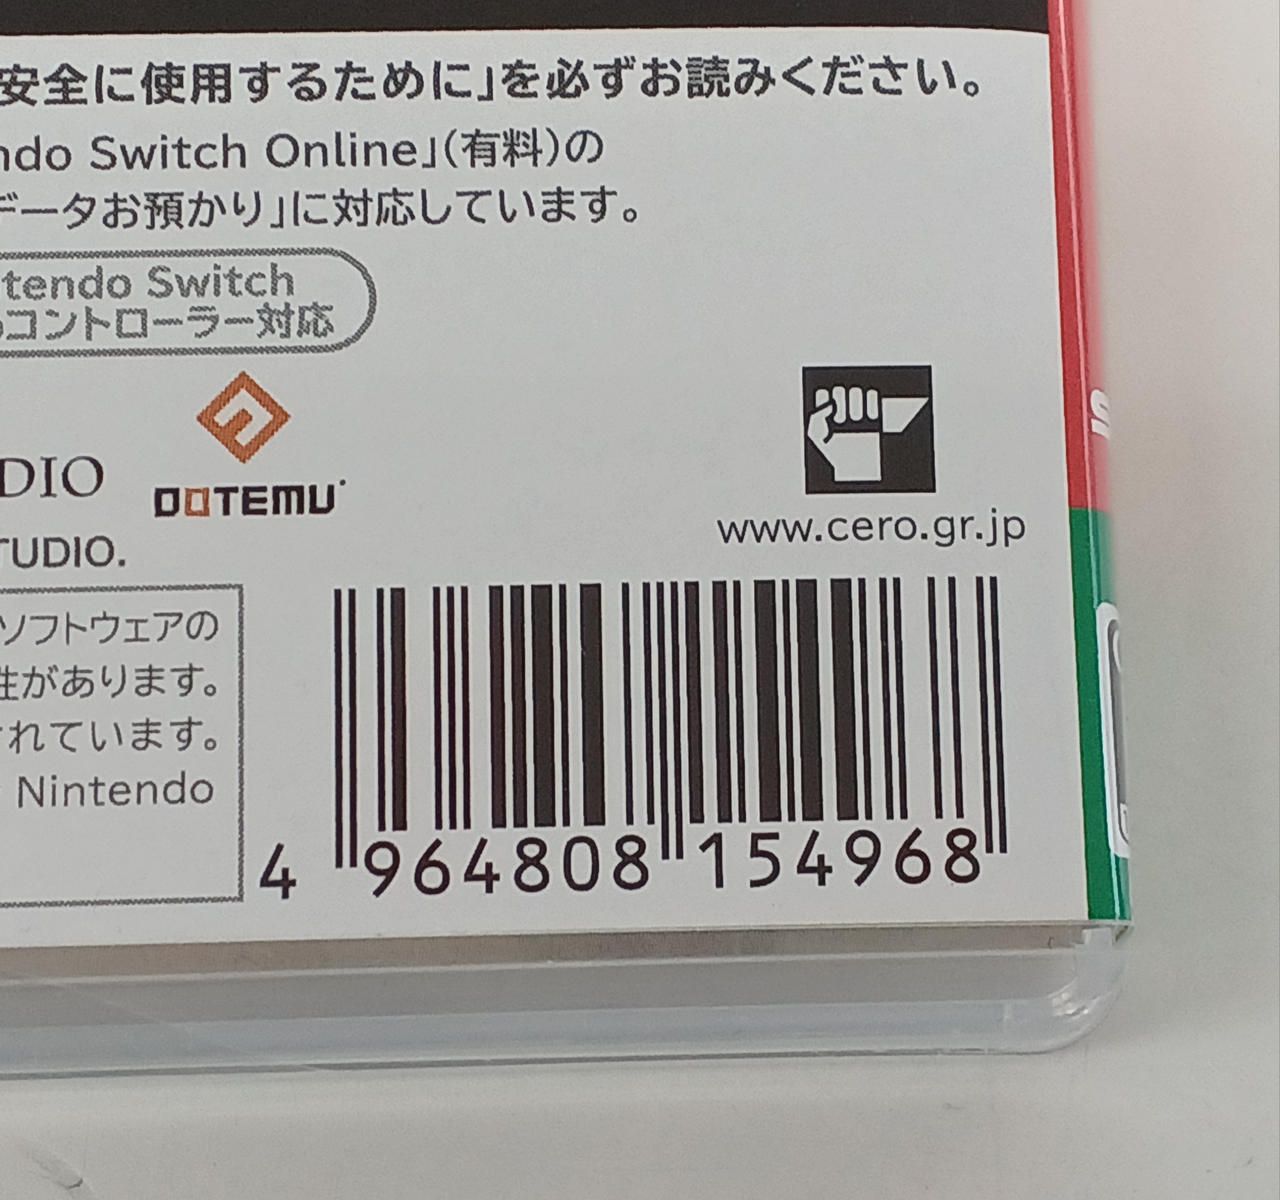 安全に使用するために」を必ずお読みください。
ndo Switch Online」(有料)の
データお預かり」に対応しています。
tendo Switch
コントローラー対応
DIO
DOTEMU
TUDIO.
www.cero.gr.jp
ソフトウェアの
性があります。
れています。
Nintendo
4 964808 154968